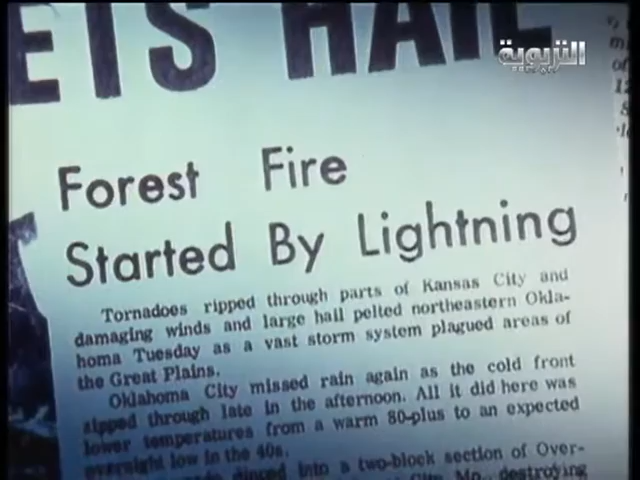 ETS HAIL
التربوية
Forest Fire
Started By Lightning
Tornadoes ripped through parts of Kansas City and
damaging winds and large hail pelted northeastern Okla-
homa Tuesday as a vast storm system plagued areas of
the Great Plains.
Oklahoma City missed rain again as the cold front
zipped through late in the afternoon. All it did here was
lower temperatures from a warm 80-plus to an expected
overnight low in the 40s.
dipped into a two-block section of Over-
City, Mo., destroying